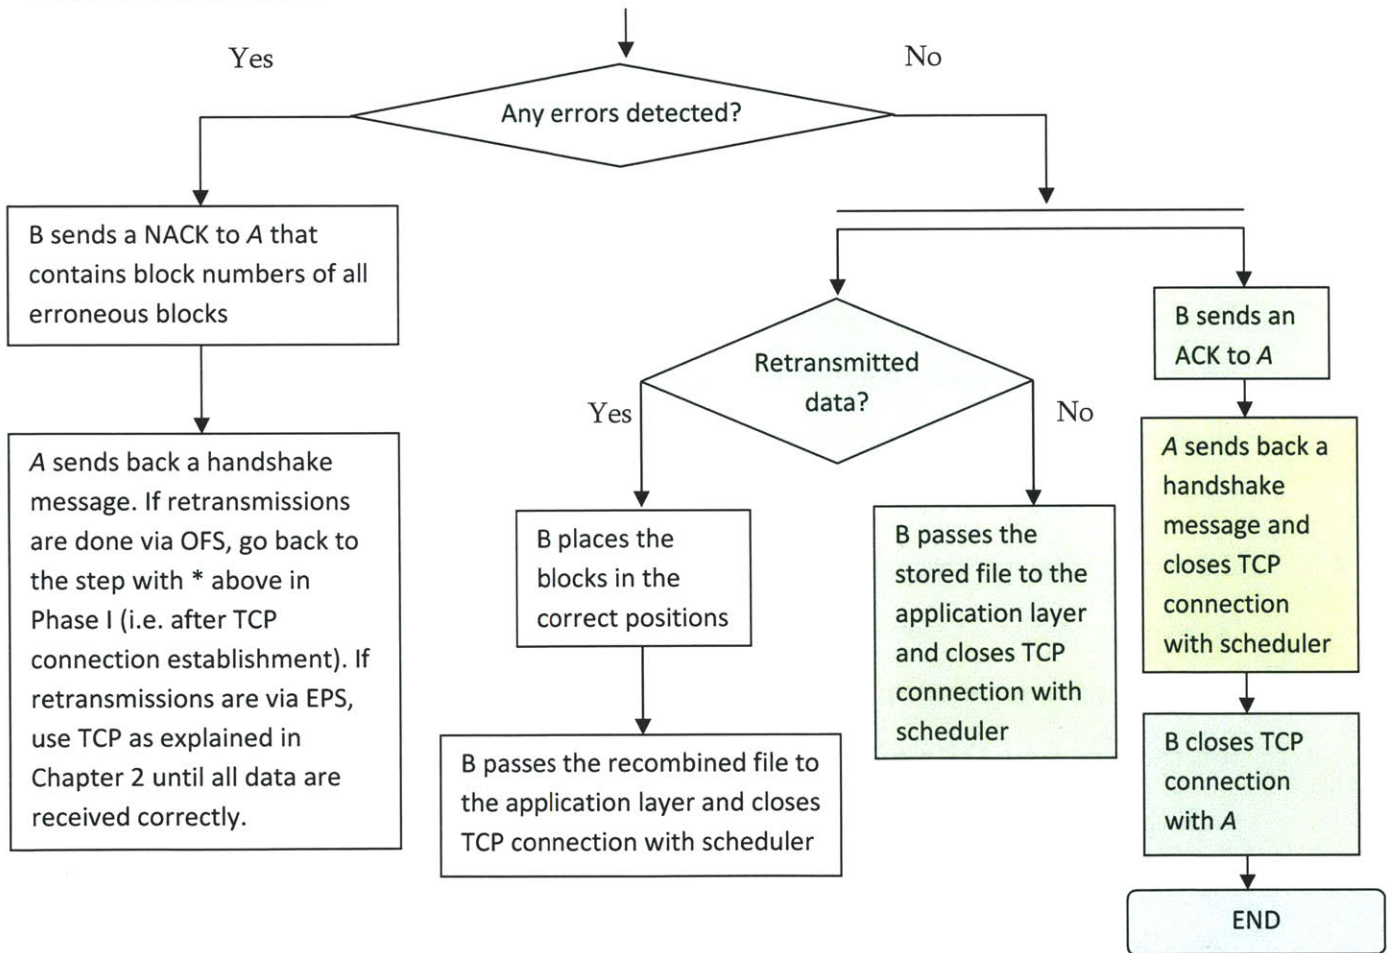 Yes
No
Any errors detected?
B sends a NACK to A that
contains block numbers of all
erroneous blocks
A sends back a handshake
message. If retransmissions
are done via OFS, go back to
the step with * above in
Phase I (i.e. after TCP
connection establishment). If
retransmissions are via EPS,
use TCP as explained in
Chapter 2 until all data are
received correctly.
Retransmitted
data?
Yes
No
B places the
blocks in the
correct positions
B passes the recombined file to
the application layer and closes
TCP connection with scheduler
B passes the
stored file to the
application layer
and closes TCP
connection with
scheduler
B sends an
ACK to A
A sends back a
handshake
message and
closes TCP
connection
with scheduler
B closes TCP
connection
with A
END